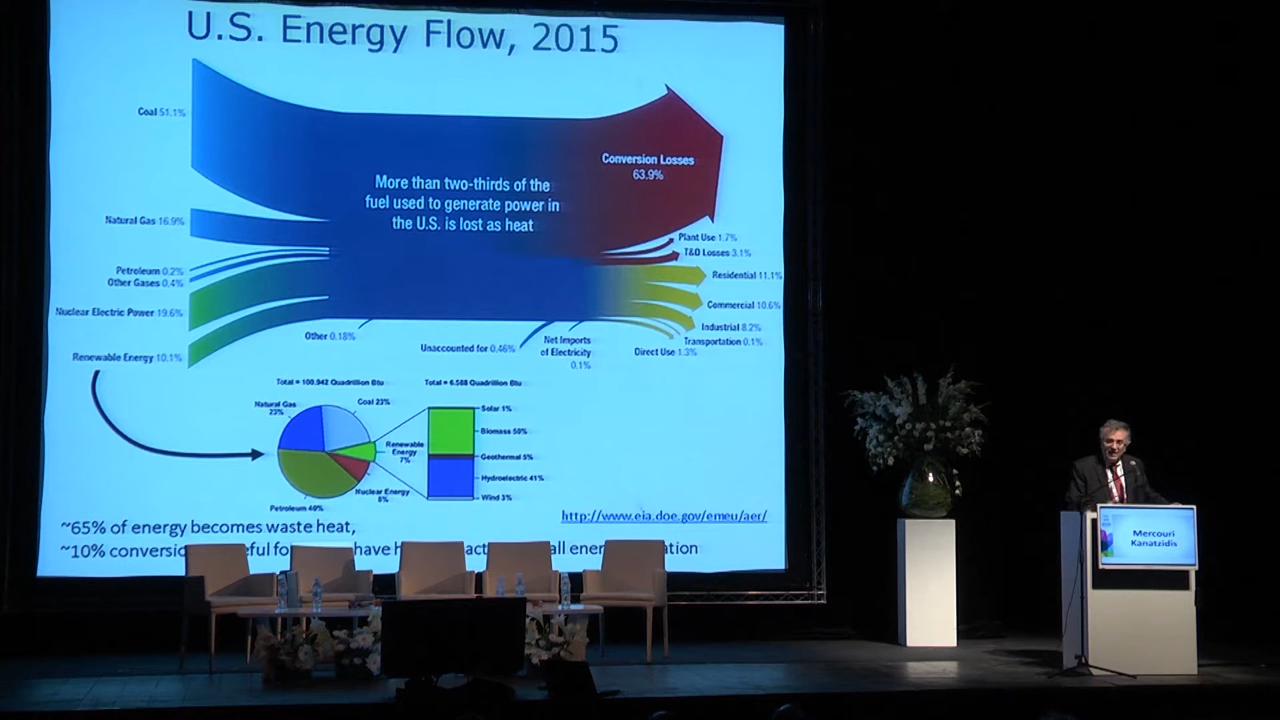 U.S. Energy Flow, 2015
Coal 51.1%
Natural Gas 16.9%
Petroleum 0.2%
Other Gases 0.4%
Nuclear Electric Power 19.6%
Renewable Energy 10.1%
More than two-thirds of the
fuel used to generate power in
the U.S. is lost as heat
Conversion Losses
63.9%
Plant Use 1.7%
T&D Losses 3.1%
Residential 11.1%
Commercial 10.6%
Industrial 8.2%
Transportation 0.1%
Direct Use 1.3%
Other 0.18%
Unaccounted for 0.46%
Net Imports
of Electricity
0.1%
Total = 100.942 Quadrillion Btu
Total = 6.588 Quadrillion Btu
Natural Gas
23%
Coal 23%
Renewable
Energy
7%
Nuclear Energy
8%
Petroleum 40%
Solar 1%
Biomass 50%
Geothermal 5%
Hydroelectric 41%
Wind 3%
http://www.eia.doe.gov/emeu/aer/
~65% of energy becomes waste heat,
~10% have all
Mercouri
Kanatzidis